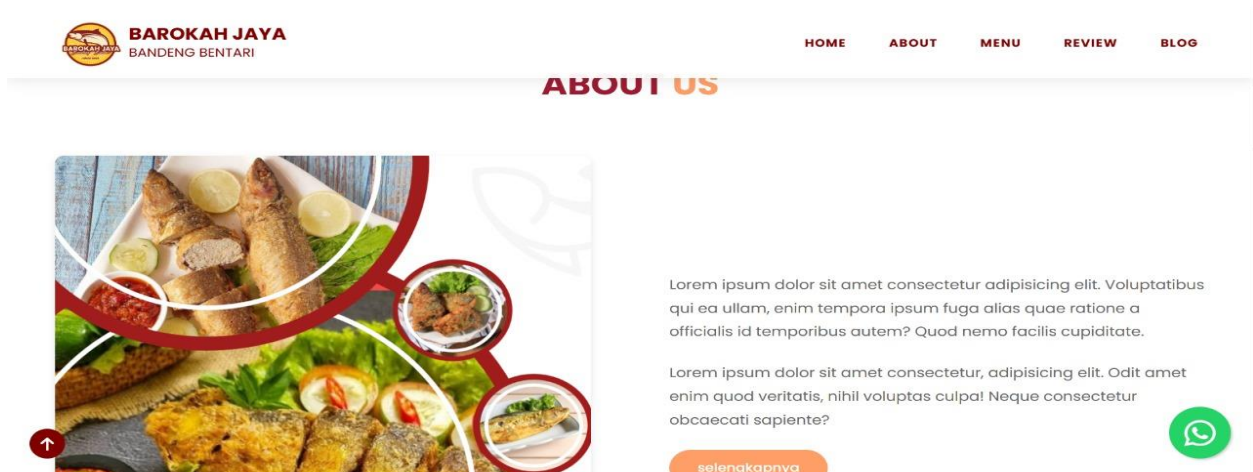 BAROKAH JAYA
BAROKAH JAYA
BANDENG BENTARI
HOME ABOUT MENU REVIEW BLOG
ABOUT US
Lorem ipsum dolor sit amet consectetur adipisicing elit. Voluptatibus
qui ea ullam, enim tempora ipsum fuga alias quae ratione a
officialis id temporibus autem? Quod nemo facilis cupiditate.
Lorem ipsum dolor sit amet consectetur, adipisicing elit. Odit amet
enim quod veritatis, nihil voluptas culpa! Neque consectetur
obcaecati sapiente?
selengkapnya